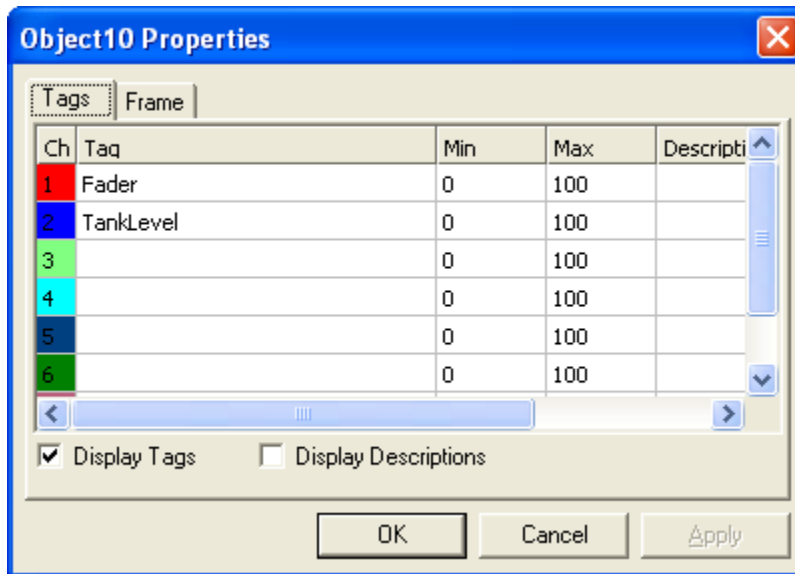 Object10 Properties
Tags Frame
Ch Tag Min Max Descripti
1 Fader 0 100
2 TankLevel 0 100
3 0 100
4 0 100
5 0 100
6 0 100
Display Tags Display Descriptions
OK Cancel Apply